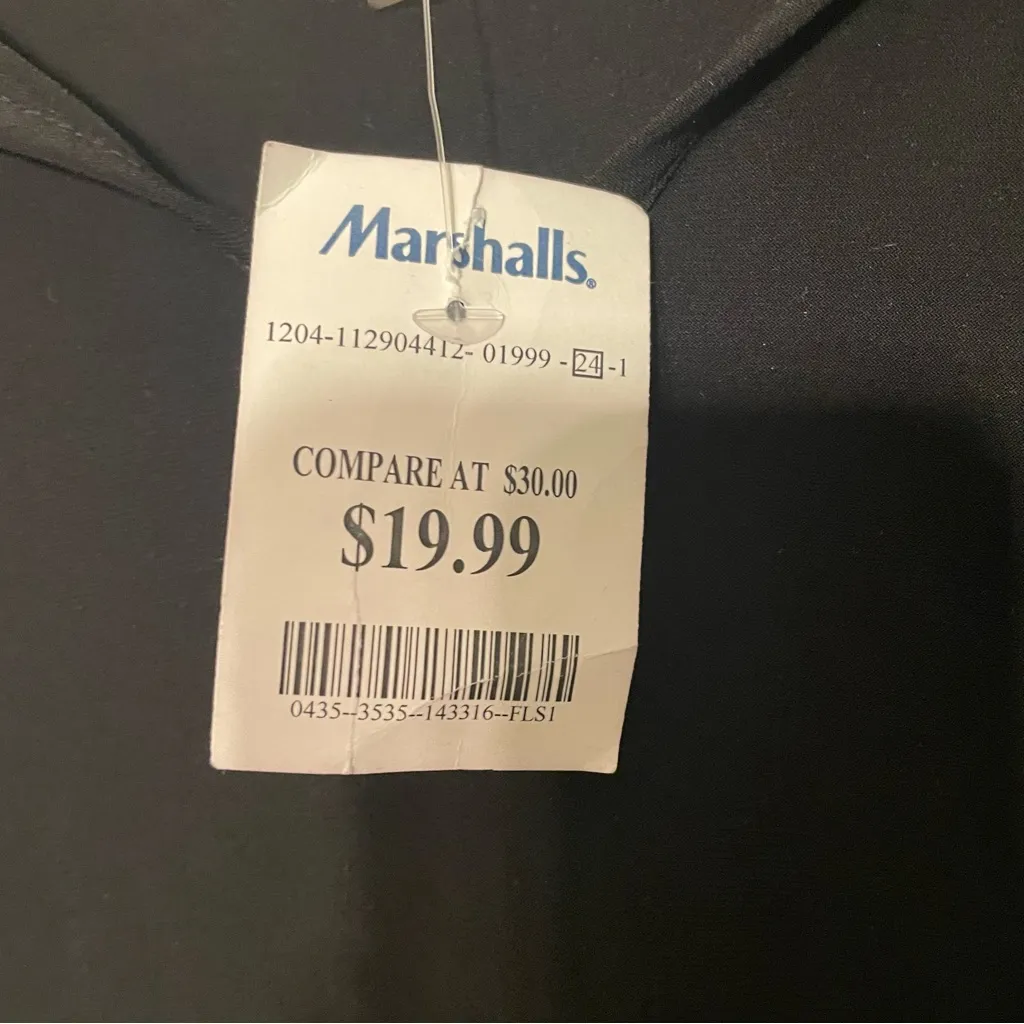 Marshalls®
1204-112904412- 01999 -24-1
COMPARE AT $30.00
$19.99
0435--3535--143316--FLS1